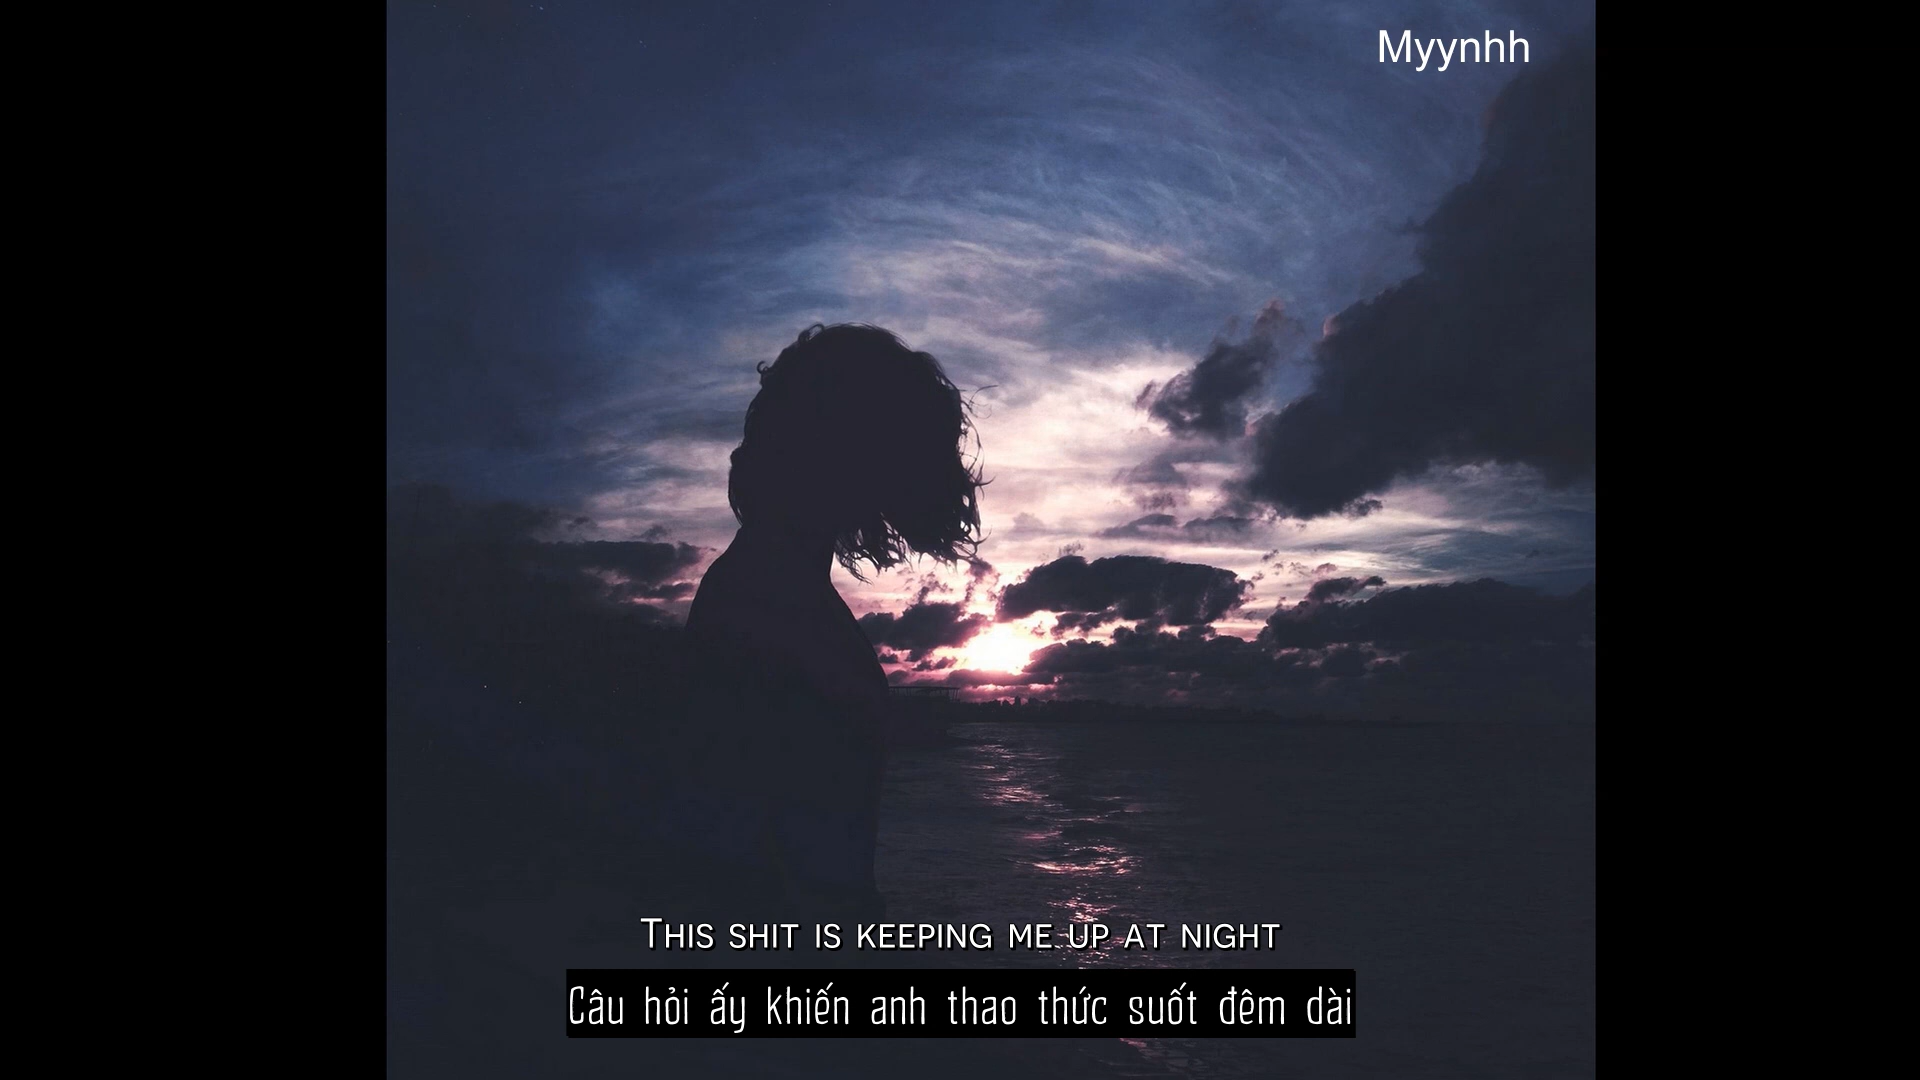 Myynhh
THIS SHIT IS KEEPING ME UP AT NIGHT
Câu hỏi ấy khiến anh thao thức suốt đêm dài